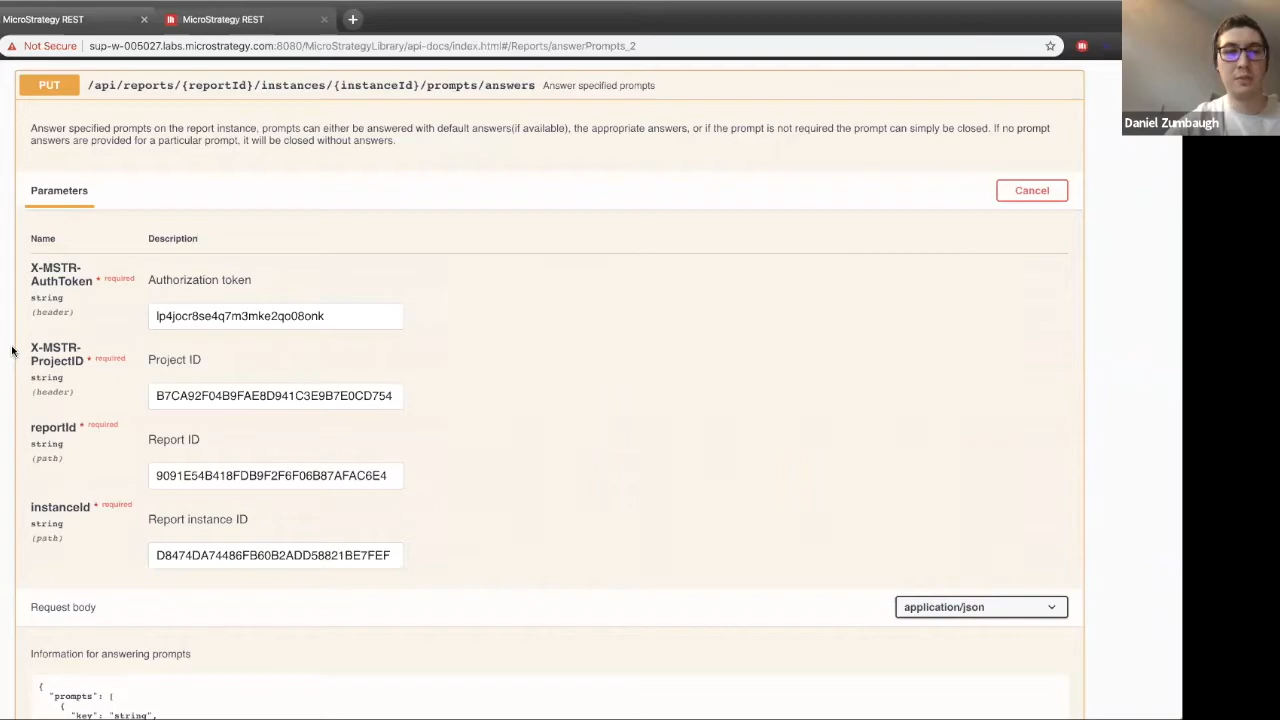 MicroStrategy REST
MicroStrategy REST
Not Secure sup-w-005027.labs.microstrategy.com:8080/MicroStrategyLibrary/api-docs/index.html#/Reports/answerPrompts_2
Daniel Zumbaugh
PUT /api/reports/{reportId}/instances/{instanceId}/prompts/answers Answer specified prompts
Answer specified prompts on the report instance, prompts can either be answered with default answers(if available), the appropriate answers, or if the prompt is not required the prompt can simply be closed. If no prompt
answers are provided for a particular prompt, it will be closed without answers.
Parameters
Cancel
Name Description
X-MSTR-
AuthToken * required
string
(header)
Authorization token
lp4jocr8se4q7m3mke2qo08onk
X-MSTR-
ProjectID * required
string
(header)
Project ID
B7CA92F04B9FAE8D941C3E9B7E0CD754
reportId * required
string
(path)
Report ID
9091E54B418FDB9F2F6F06B87AFAC6E4
instanceId * required
string
(path)
Report instance ID
D8474DA74486FB60B2ADD58821BE7FEF
Request body
application/json
Information for answering prompts
{
"prompts": [
{
"key": "string",